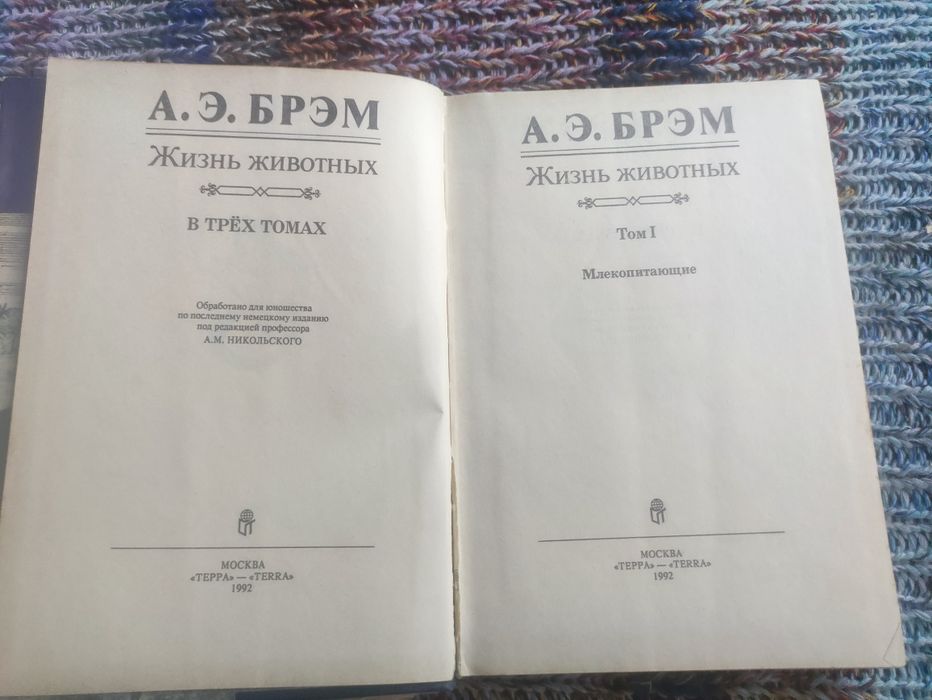 А. Э. БРЭМ
Жизнь животных
В ТРЁХ ТОМАХ
Обработано для юношества
по последнему немецкому изданию
под редакцией профессора
А.М. НИКОЛЬСКОГО
МОСКВА
«ТЕРРА» — «TERRA»
1992
А. Э. БРЭМ
Жизнь животных
Том I
Млекопитающие
МОСКВА
«ТЕРРА» — «TERRA»
1992